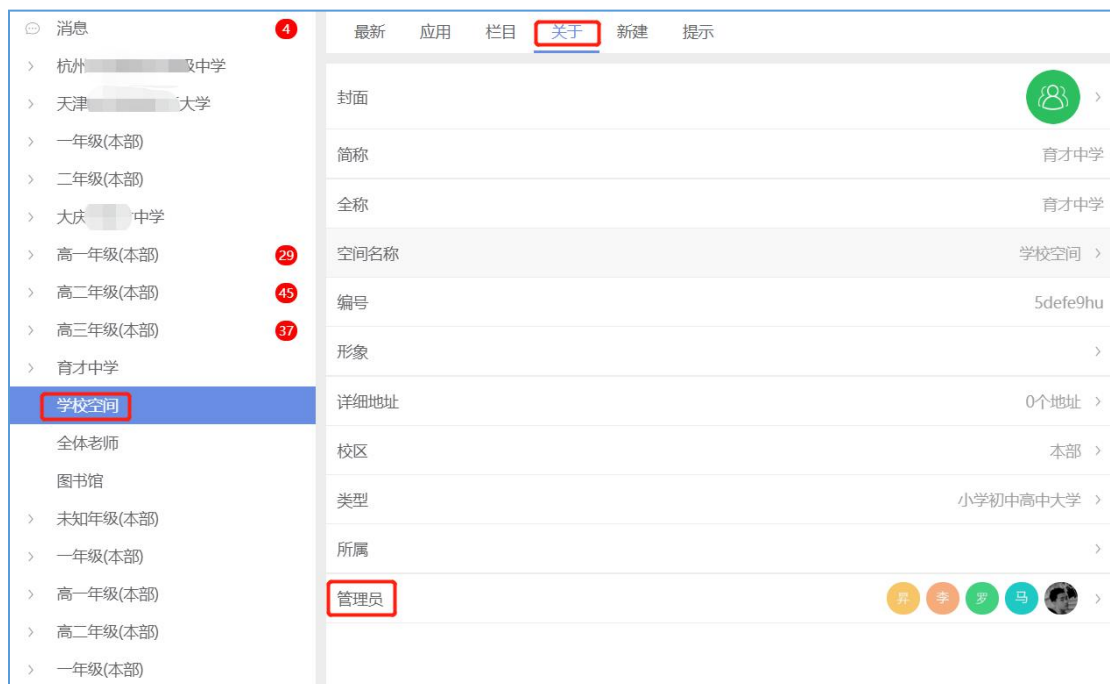 消息 4
杭州 级中学
天津 大学
一年级(本部)
二年级(本部)
大庆 中学
高一年级(本部) 29
高二年级(本部) 45
高三年级(本部) 37
育才中学
学校空间
全体老师
图书馆
未知年级(本部)
一年级(本部)
高一年级(本部)
高二年级(本部)
一年级(本部)
最新 应用 栏目 关于 新建 提示
封面
简称 育才中学
全称 育才中学
空间名称 学校空间
编号 5defe9hu
形象
详细地址 0个地址
校区 本部
类型 小学初中高中大学
所属
管理员 昇 李 罗 马